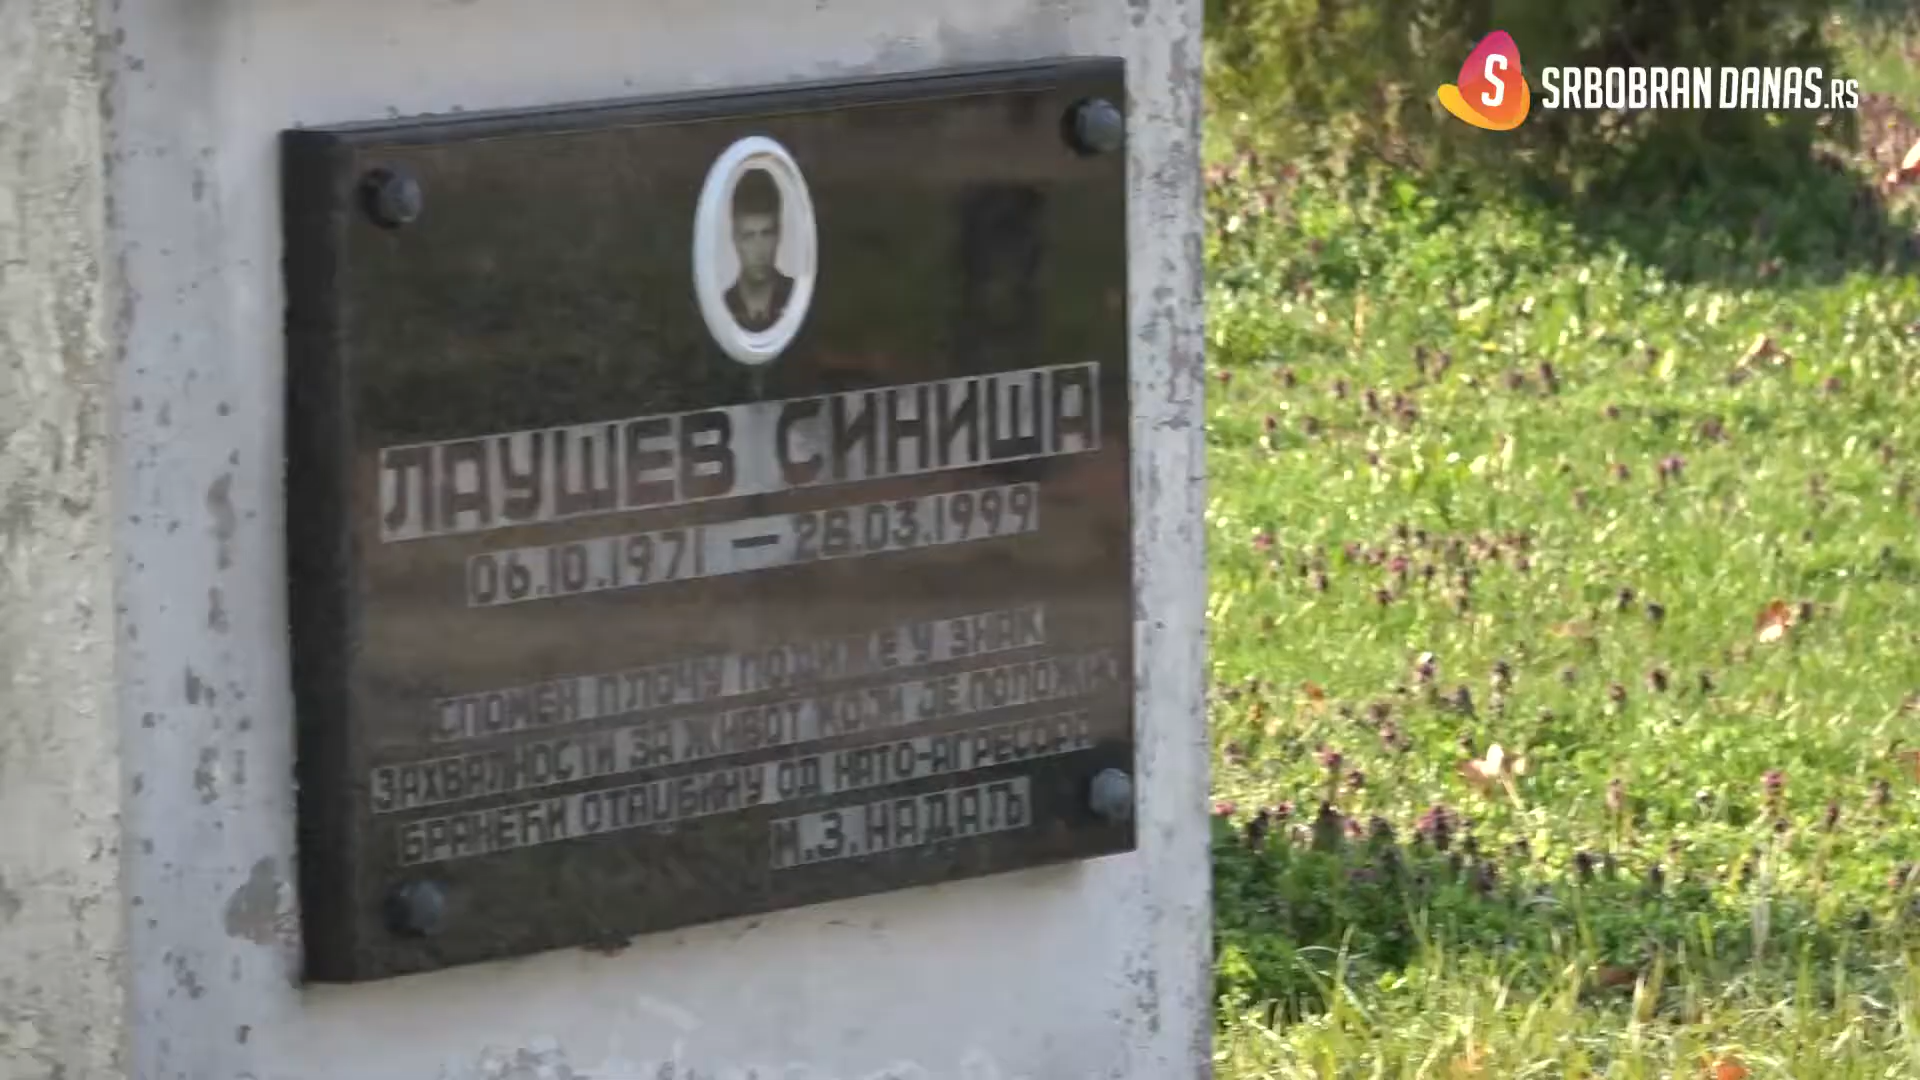 SRBOBRAN DANAS.RS
ЛАУШЕВ СИНИША
06.10.1971 – 28.03.1999
СПОМЕН ПЛОЧУ ПОДИЖЕ У ЗНАК
ЗАХВАЛНОСТИ ЗА ЖИВОТ КОЈИ ЈЕ ПОЛОЖИО
БРАНЕЋИ ОТАЏБИНУ ОД НАТО-АГРЕСОРА
М.З. НАДАЉ